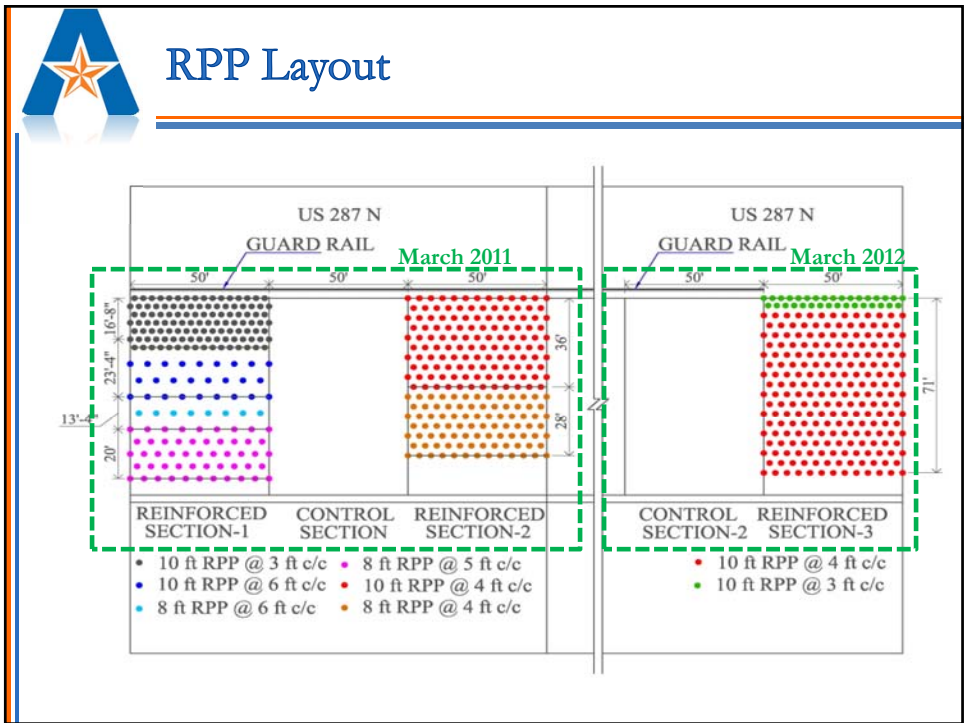 RPP Layout
US 287 N
US 287 N
GUARD RAIL
March 2011
GUARD RAIL
March 2012
50'
50'
50'
50'
50'
16'-8"
23'-4"
13'-4"
20'
36'
28'
71'
REINFORCED
SECTION-1
CONTROL
SECTION
REINFORCED
SECTION-2
CONTROL
SECTION-2
REINFORCED
SECTION-3
10 ft RPP @ 3 ft c/c
10 ft RPP @ 6 ft c/c
8 ft RPP @ 6 ft c/c
8 ft RPP @ 5 ft c/c
10 ft RPP @ 4 ft c/c
8 ft RPP @ 4 ft c/c
10 ft RPP @ 4 ft c/c
10 ft RPP @ 3 ft c/c